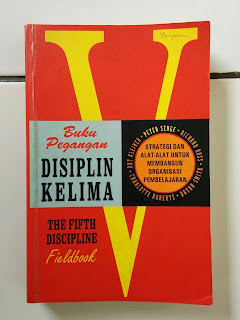 V
Buku
Pegangan
DISIPLIN
KELIMA
THE FIFTH
DISCIPLINE
Fieldbook
PETER SENGE • RICHARD ROSS • BRYAN SMITH • CHARLOTTE ROBERTS • ART KLEINER •
STRATEGI DAN
ALAT-ALAT UNTUK
MEMBANGUN
ORGANISASI
PEMBELAJARAN